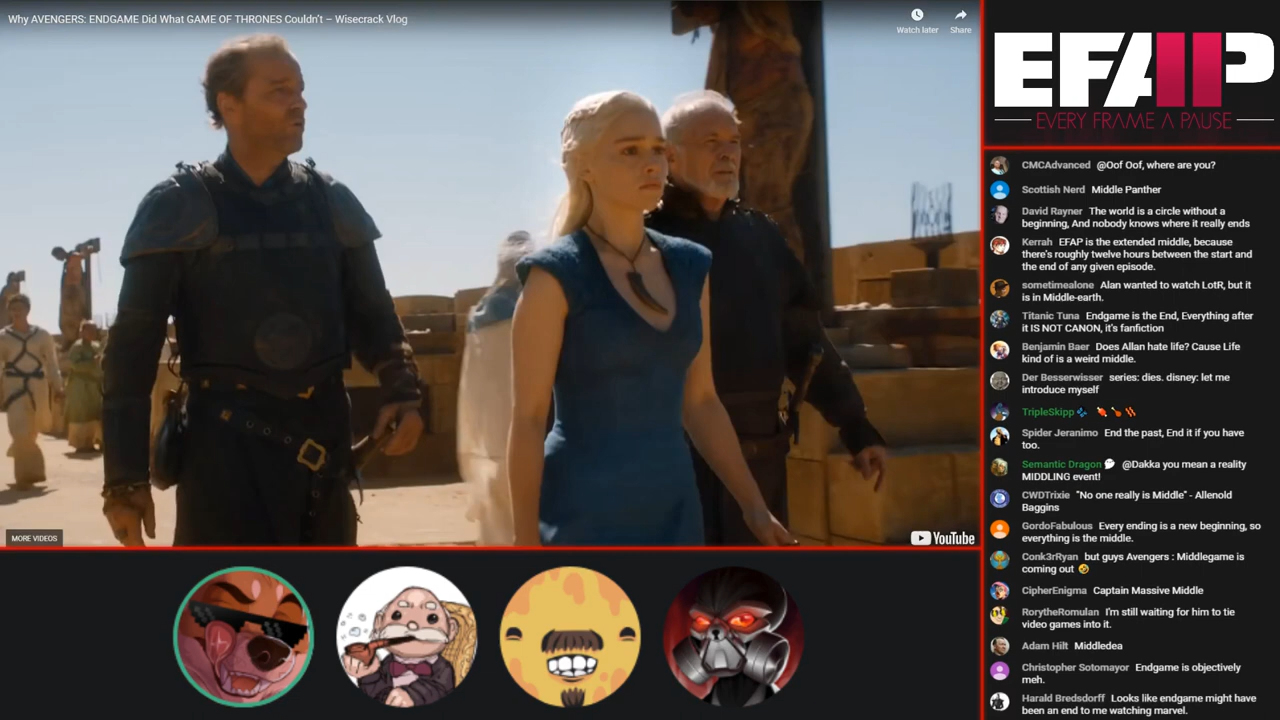 Why AVENGERS: ENDGAME Did What GAME OF THRONES Couldn't – Wisecrack Vlog
Watch later
Share
MORE VIDEOS
YouTube
EFAP
EVERY FRAME A PAUSE
CMCAdvanced @Oof Oof, where are you?
Scottish Nerd Middle Panther
David Rayner The world is a circle without a
beginning, And nobody knows where it really ends
Kerrah EFAP is the extended middle, because
there's roughly twelve hours between the start and
the end of any given episode.
sometimealone Alan wanted to watch LotR, but it
is in Middle-earth.
Titanic Tuna Endgame is the End, Everything after
it IS NOT CANON, it's fanfiction
Benjamin Baer Does Allan hate life? Cause Life
kind of is a weird middle.
Der Besserwisser series: dies. disney: let me
introduce myself
TripleSkipp
Spider Jeranimo End the past, End it if you have
too.
Semantic Dragon @Dakka you mean a reality
MIDDLING event!
CWDTrixie "No one really is Middle" - Allenold
Baggins
GordoFabulous Every ending is a new beginning, so
everything is the middle.
Conk3rRyan but guys Avengers : Middlegame is
coming out 🤣
CipherEnigma Captain Massive Middle
RorytheRomulan I'm still waiting for him to tie
video games into it.
Adam Hilt Middledea
Christopher Sotomayor Endgame is objectively
meh.
Harald Bredsdorff Looks like endgame might have
been an end to me watching marvel.